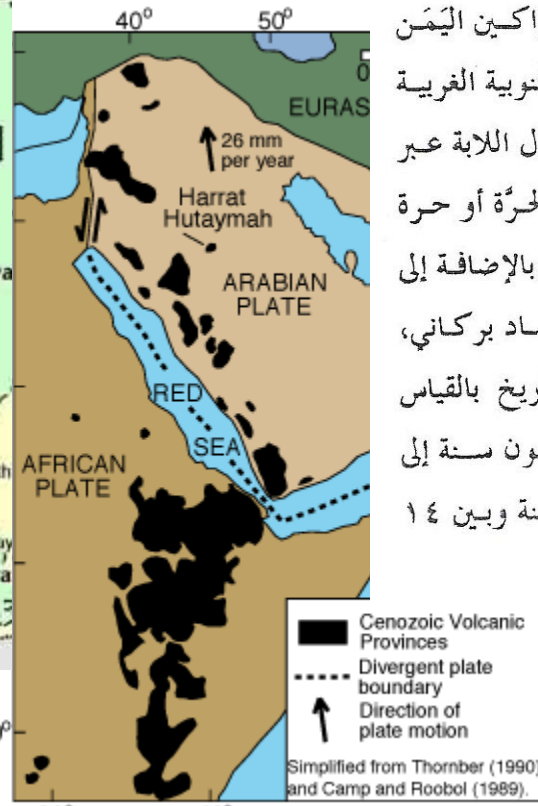 40°
50°
EURAS
26 mm
per year
Harrat
Hutaymah
ARABIAN
PLATE
RED
SEA
AFRICAN
PLATE
Cenozoic Volcanic
Provinces
Divergent plate
boundary
Direction of
plate motion
Simplified from Thornber (1990)
and Camp and Roobol (1989).
اكين اليَمَن
نوبية الغربية
ل اللابة عبر
لحرَّة أو حرة
بالإضافة إلى
ـاد بركاني،
ريخ بالقياس
ون سنة إلى
نة وبين ١٤